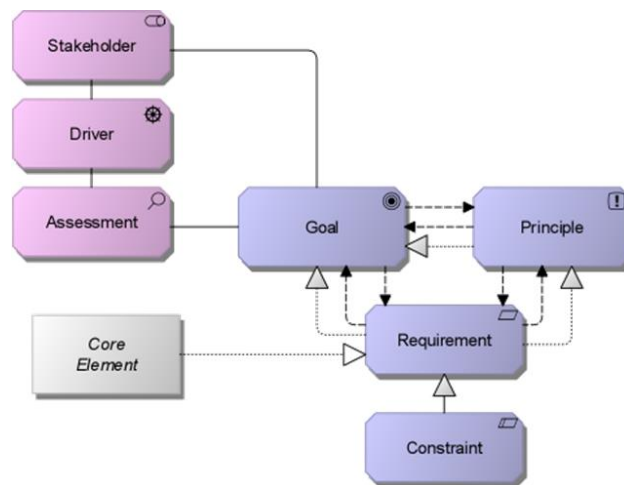 Stakeholder
Driver
Assessment
Goal
Principle
Core
Element
Requirement
Constraint